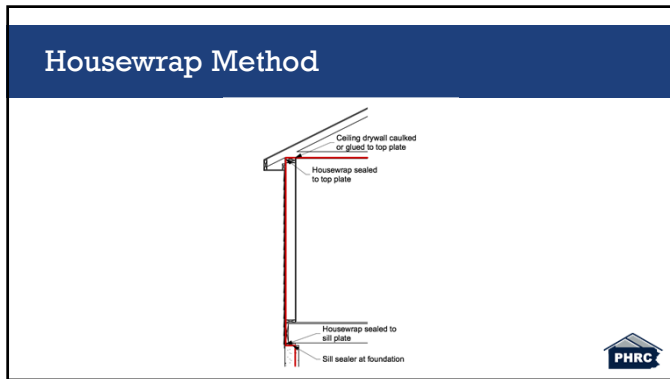 Housewrap Method
Ceiling drywall caulked
or glued to top plate
Housewrap sealed
to top plate
Housewrap sealed to
sill plate
Sill sealer at foundation
PHRC